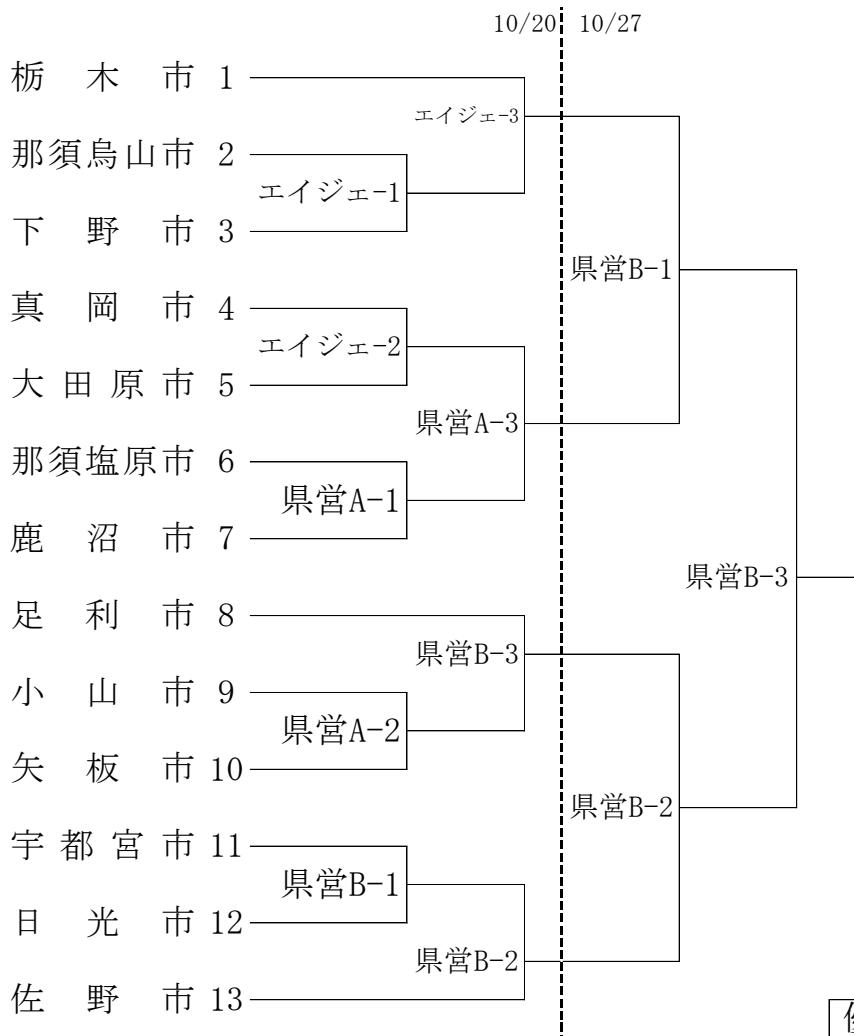 10/20 10/27
栃木市 1
エイジェ-3
那須烏山市 2
エイジェ-1
下野市 3
県営B-1
真岡市 4
エイジェ-2
大田原市 5
県営A-3
那須塩原市 6
県営A-1
鹿沼市 7
県営B-3
足利市 8
県営B-3
小山市 9
県営A-2
矢板市 10
県営B-2
宇都宮市 11
県営B-1
日光市 12
県営B-2
佐野市 13